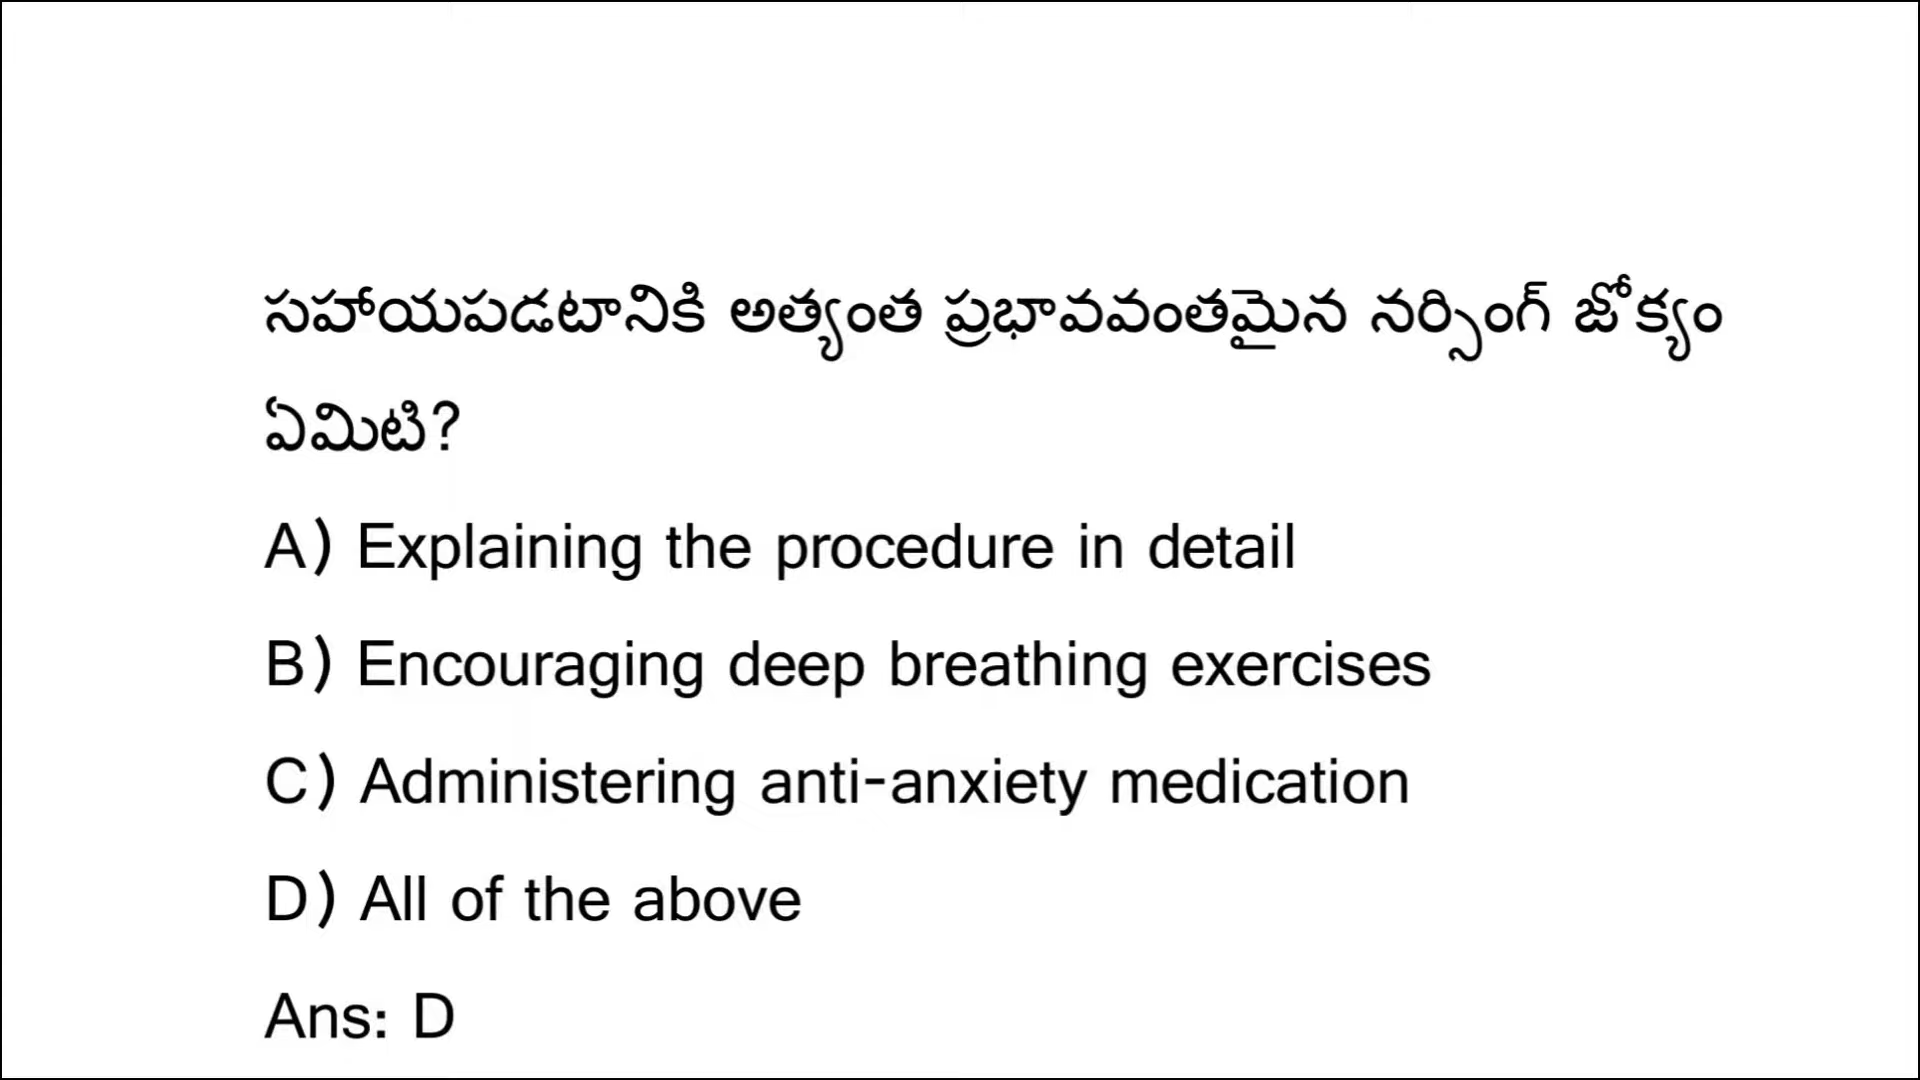 సహాయపడటానికి అత్యంత ప్రభావవంతమైన నర్సింగ్ జోక్యం
ఏమిటి?
A) Explaining the procedure in detail
B) Encouraging deep breathing exercises
C) Administering anti-anxiety medication
D) All of the above
Ans: D